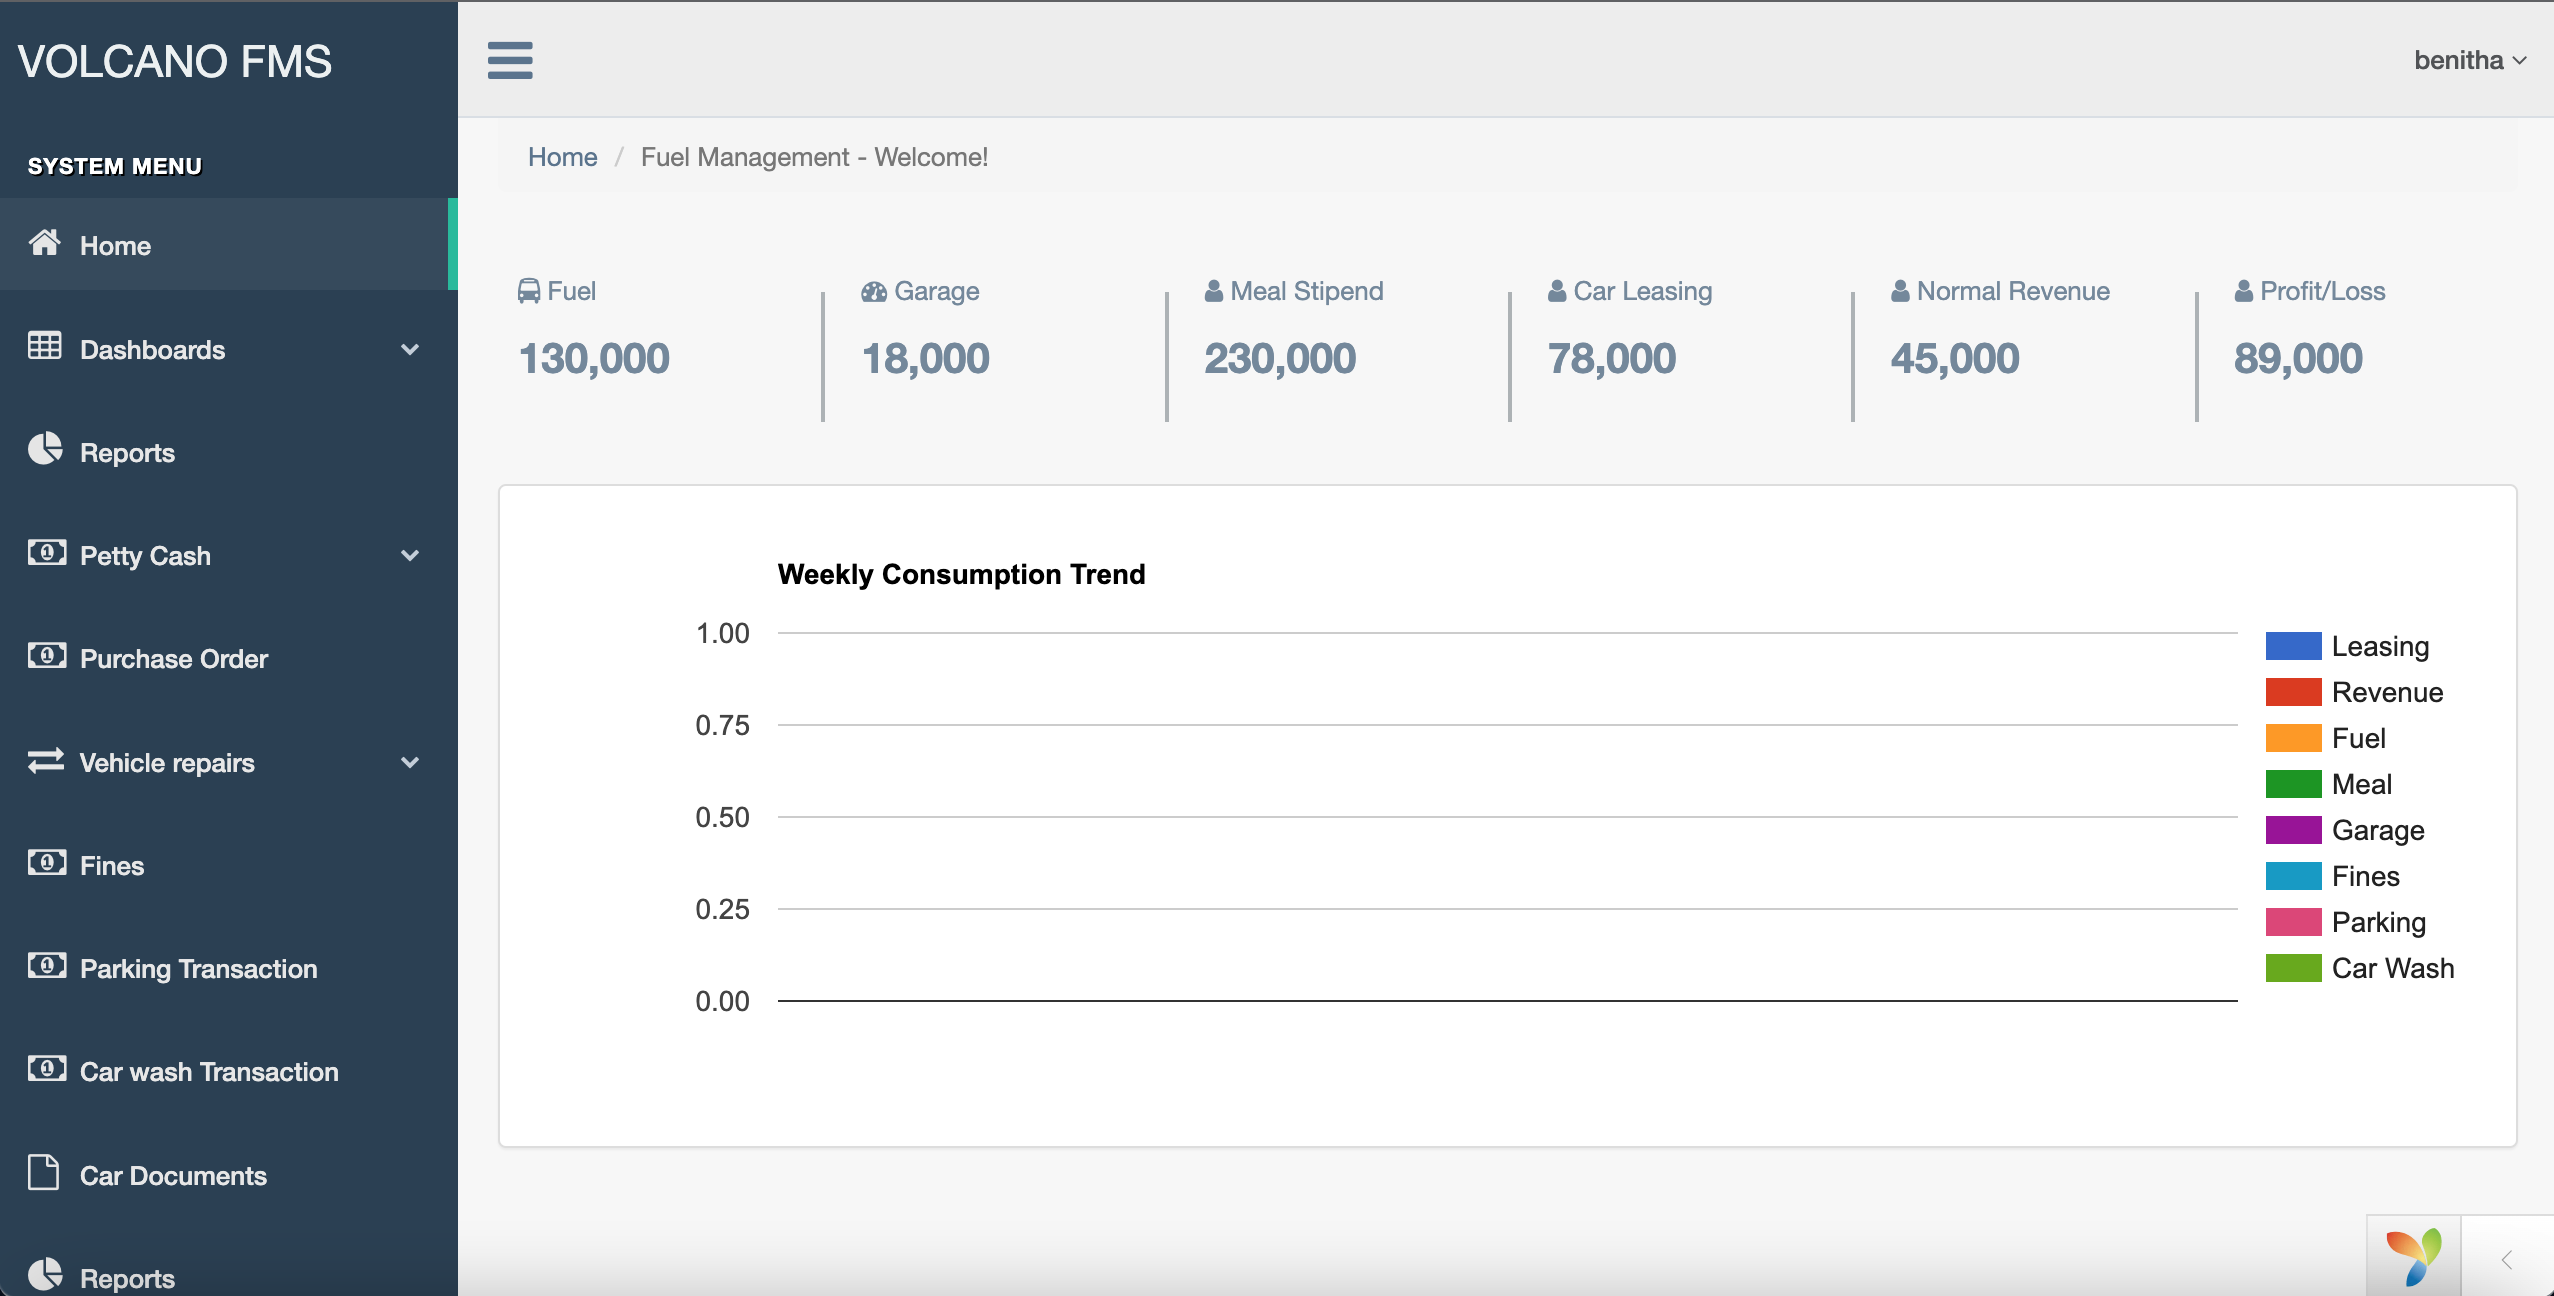 VOLCANO FMS
benitha
SYSTEM MENU
Home
Dashboards
Reports
Petty Cash
Purchase Order
Vehicle repairs
Fines
Parking Transaction
Car wash Transaction
Car Documents
Reports
Home / Fuel Management - Welcome!
Fuel
130,000
Garage
18,000
Meal Stipend
230,000
Car Leasing
78,000
Normal Revenue
45,000
Profit/Loss
89,000
Weekly Consumption Trend
1.00
0.75
0.50
0.25
0.00
Leasing
Revenue
Fuel
Meal
Garage
Fines
Parking
Car Wash